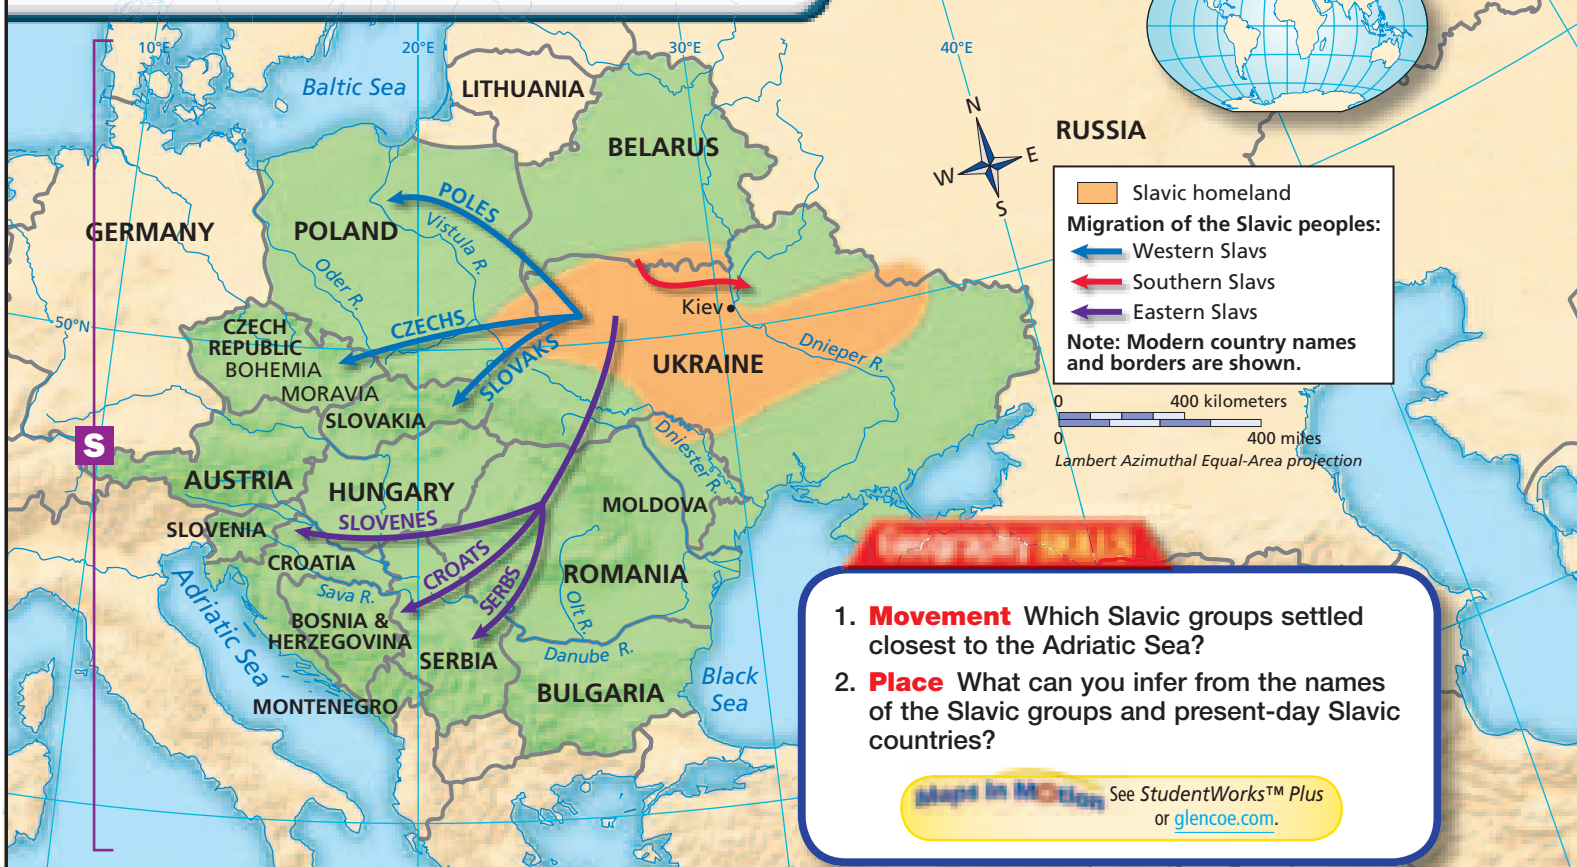 10°E
20°E
30°E
40°E
Baltic Sea
LITHUANIA
BELARUS
RUSSIA
N
E
W
S
Slavic homeland
Migration of the Slavic peoples:
Western Slavs
Southern Slavs
Eastern Slavs
Note: Modern country names
and borders are shown.
0 400 kilometers
0 400 miles
Lambert Azimuthal Equal-Area projection
GERMANY
POLAND
POLES
Vistula R.
Oder R.
50°N
CZECHS
SLOVAKS
Kiev
UKRAINE
Dnieper R.
CZECH
REPUBLIC
BOHEMIA
MORAVIA
SLOVAKIA
S
AUSTRIA
HUNGARY
Dniester R.
MOLDOVA
SLOVENIA
SLOVENES
CROATIA
CROATS
SERBS
ROMANIA
Olt R.
Sava R.
Adriatic Sea
BOSNIA &
HERZEGOVINA
SERBIA
Danube R.
BULGARIA
Black
Sea
MONTENEGRO
Geography SKILLS
1. Movement Which Slavic groups settled
closest to the Adriatic Sea?
2. Place What can you infer from the names
of the Slavic groups and present-day Slavic
countries?
Maps in MOtion See StudentWorks™ Plus
or glencoe.com.